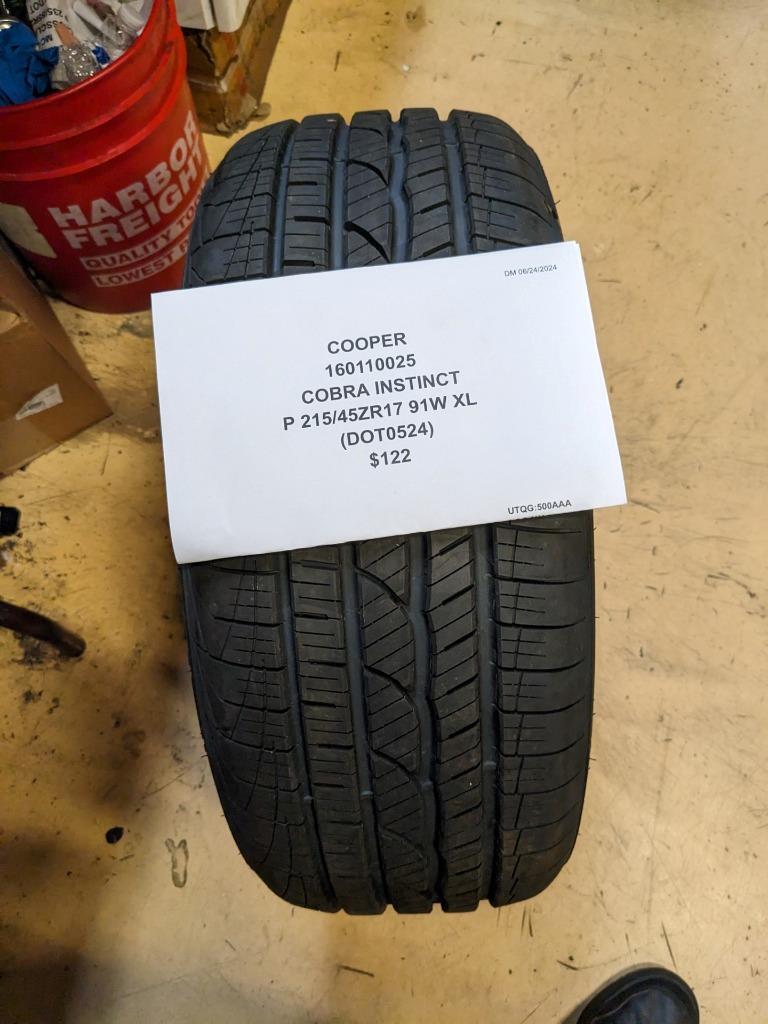 HARBOR
FREIGHT
QUALITY TO
LOWEST
DM 06/24/2024
COOPER
160110025
COBRA INSTINCT
P 215/45ZR17 91W XL
(DOT0524)
$122
UTQG:500AAA